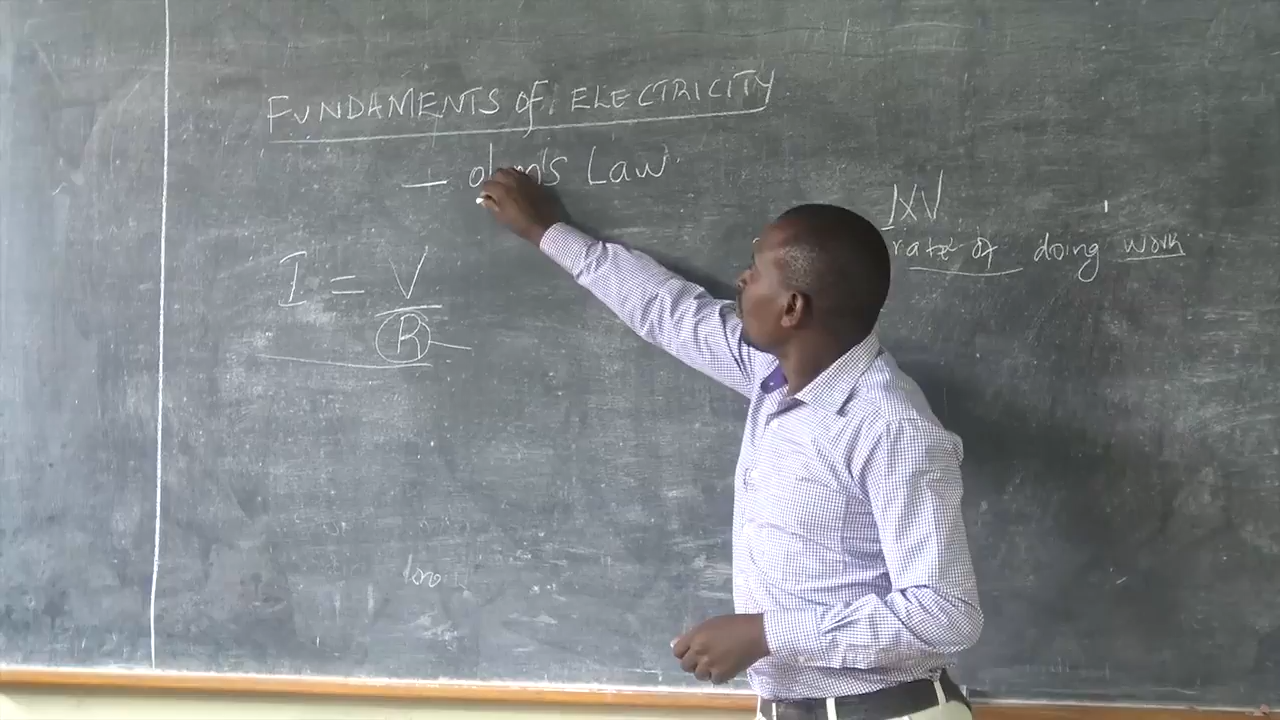 FUNDAMENTS Of ELECTRICITY
— ohm's Law
I = V
R
IXV
rate of doing work